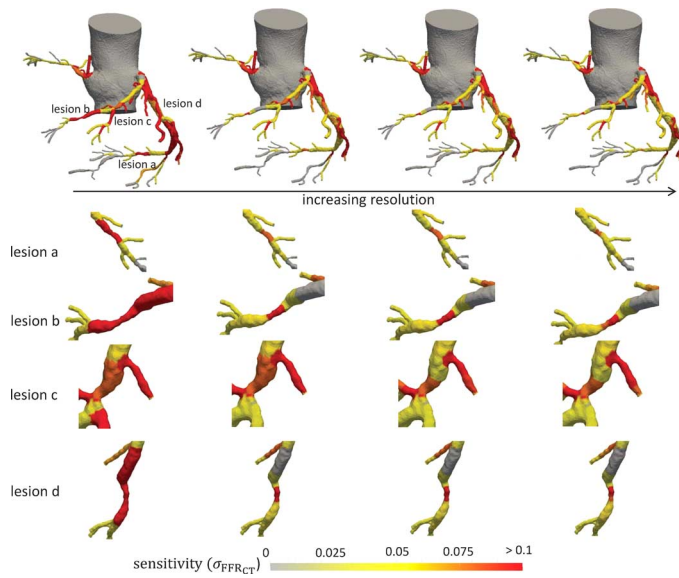 lesion b
lesion d
lesion c
lesion a
increasing resolution
lesion a
lesion b
lesion c
lesion d
sensitivity (σFFRCT) 0 0.025 0.05 0.075 > 0.1